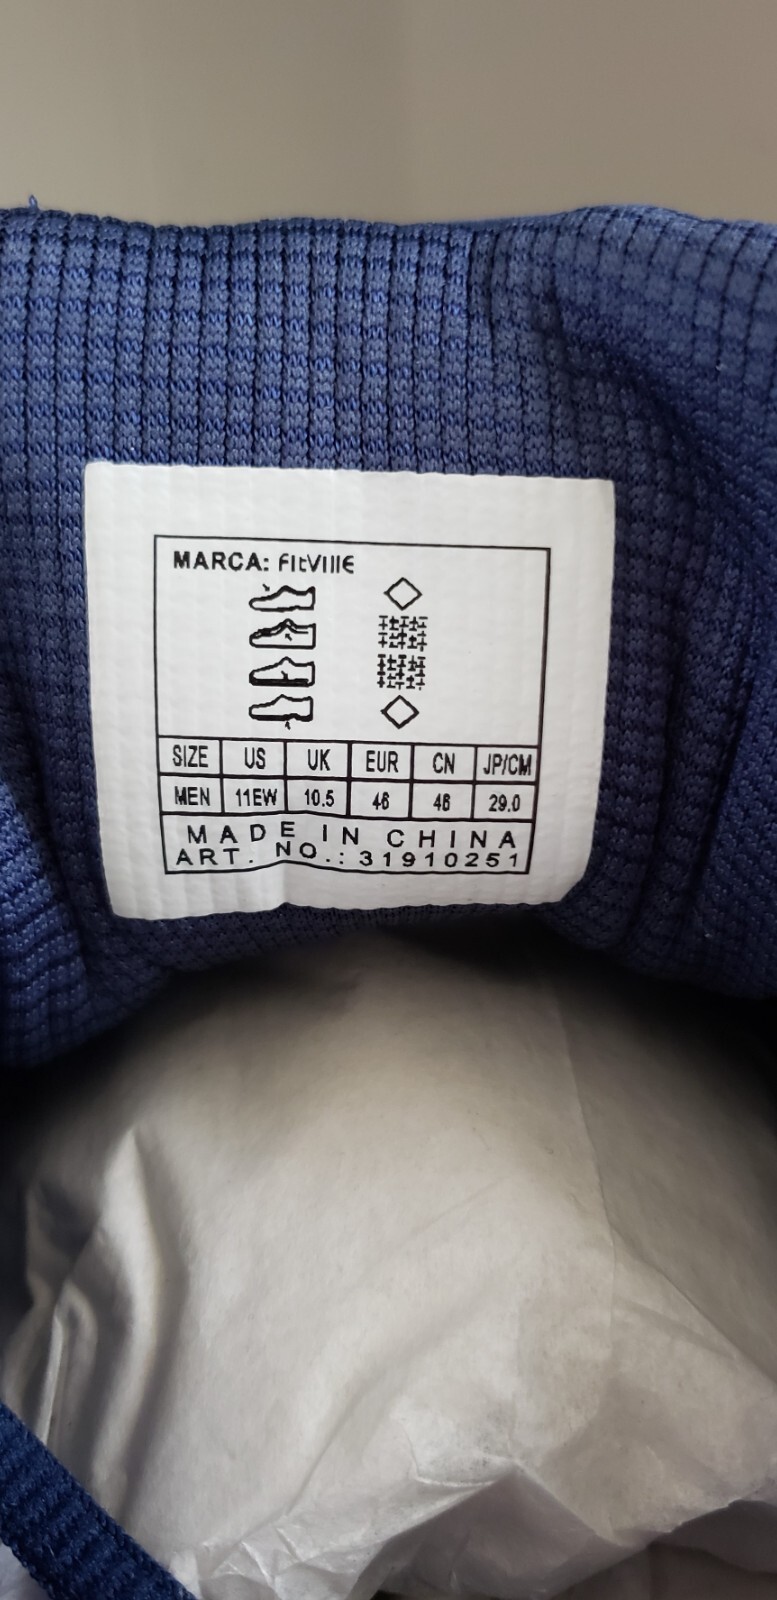 MARCA: FitVille
SIZE US UK EUR CN JP/CM
MEN 11EW 10.5 46 46 29.0
MADE IN CHINA
ART. NO.: 31910251